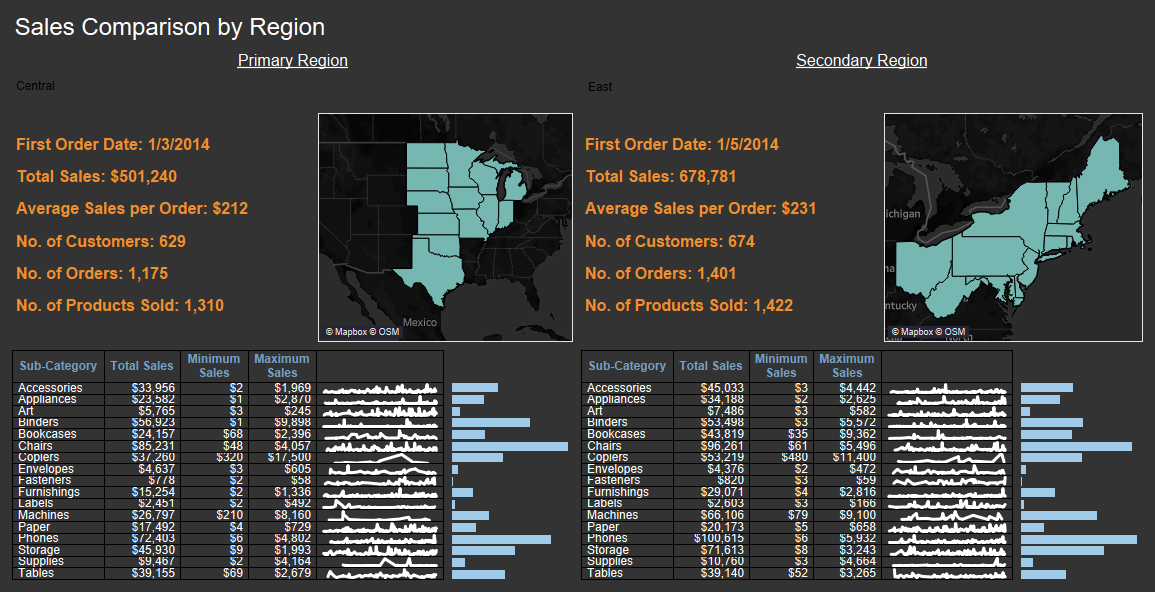 Sales Comparison by Region
Primary Region
Central
First Order Date: 1/3/2014
Total Sales: $501,240
Average Sales per Order: $212
No. of Customers: 629
No. of Orders: 1,175
No. of Products Sold: 1,310
Mexico
© Mapbox © OSM
Sub-Category Total Sales Minimum Sales Maximum Sales
Accessories $33,956 $2 $1,969
Appliances $23,582 $1 $2,870
Art $5,765 $3 $245
Binders $56,923 $1 $9,898
Bookcases $24,157 $68 $2,396
Chairs $85,231 $48 $4,057
Copiers $37,260 $320 $17,500
Envelopes $4,637 $3 $605
Fasteners $778 $2 $58
Furnishings $15,254 $2 $1,336
Labels $2,451 $2 $492
Machines $26,797 $210 $8,160
Paper $17,492 $4 $729
Phones $72,403 $6 $4,802
Storage $45,930 $9 $1,993
Supplies $9,467 $2 $4,164
Tables $39,155 $69 $2,679
Secondary Region
East
First Order Date: 1/5/2014
Total Sales: 678,781
Average Sales per Order: $231
No. of Customers: 674
No. of Orders: 1,401
No. of Products Sold: 1,422
ichigan
na
ntucky
© Mapbox © OSM
Sub-Category Total Sales Minimum Sales Maximum Sales
Accessories $45,033 $3 $4,442
Appliances $34,188 $2 $2,625
Art $7,486 $3 $582
Binders $53,498 $3 $5,572
Bookcases $43,819 $35 $9,362
Chairs $96,261 $61 $5,496
Copiers $53,219 $480 $11,400
Envelopes $4,376 $2 $472
Fasteners $820 $3 $59
Furnishings $29,071 $4 $2,816
Labels $2,603 $3 $166
Machines $66,106 $79 $9,100
Paper $20,173 $5 $658
Phones $100,615 $6 $5,932
Storage $71,613 $8 $3,243
Supplies $10,760 $3 $4,664
Tables $39,140 $52 $3,265